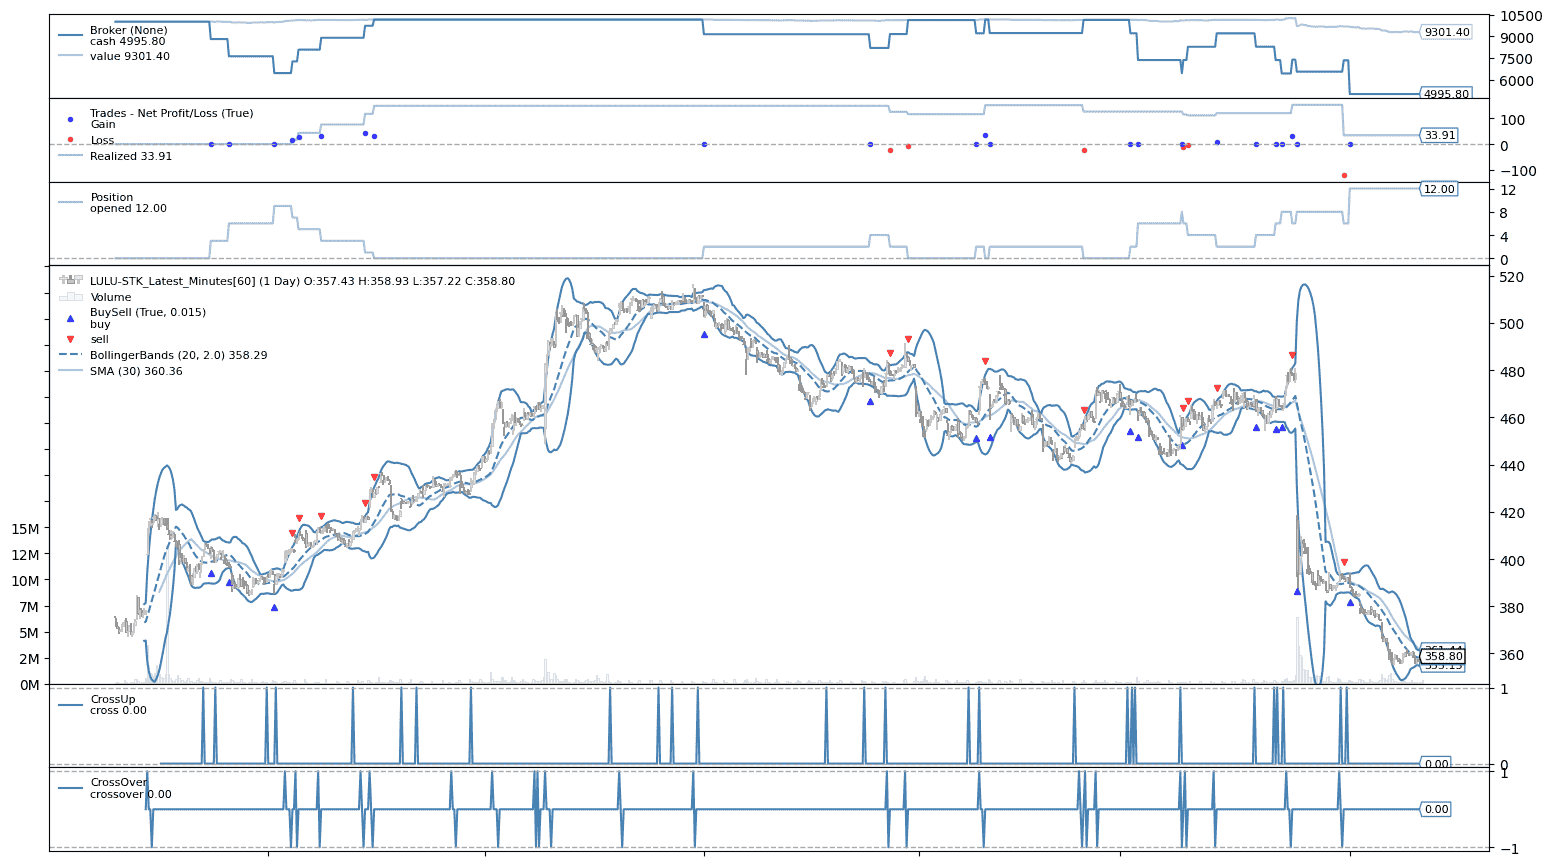 Broker (None)
cash 4995.80
value 9301.40
10500
9301.40
9000
7500
6000
4995.80
Trades - Net Profit/Loss (True)
Gain
Loss
Realized 33.91
100
33.91
0
−100
Position
opened 12.00
12
12.00
8
4
0
LULU-STK_Latest_Minutes[60] (1 Day) O:357.43 H:358.93 L:357.22 C:358.80
Volume
BuySell (True, 0.015)
buy
sell
BollingerBands (20, 2.0) 358.29
SMA (30) 360.36
520
500
480
460
440
420
400
380
360
358.80
15M
12M
10M
7M
5M
2M
0M
CrossUp
cross 0.00
1
0.00
0
CrossOver
crossover 0.00
1
0.00
−1